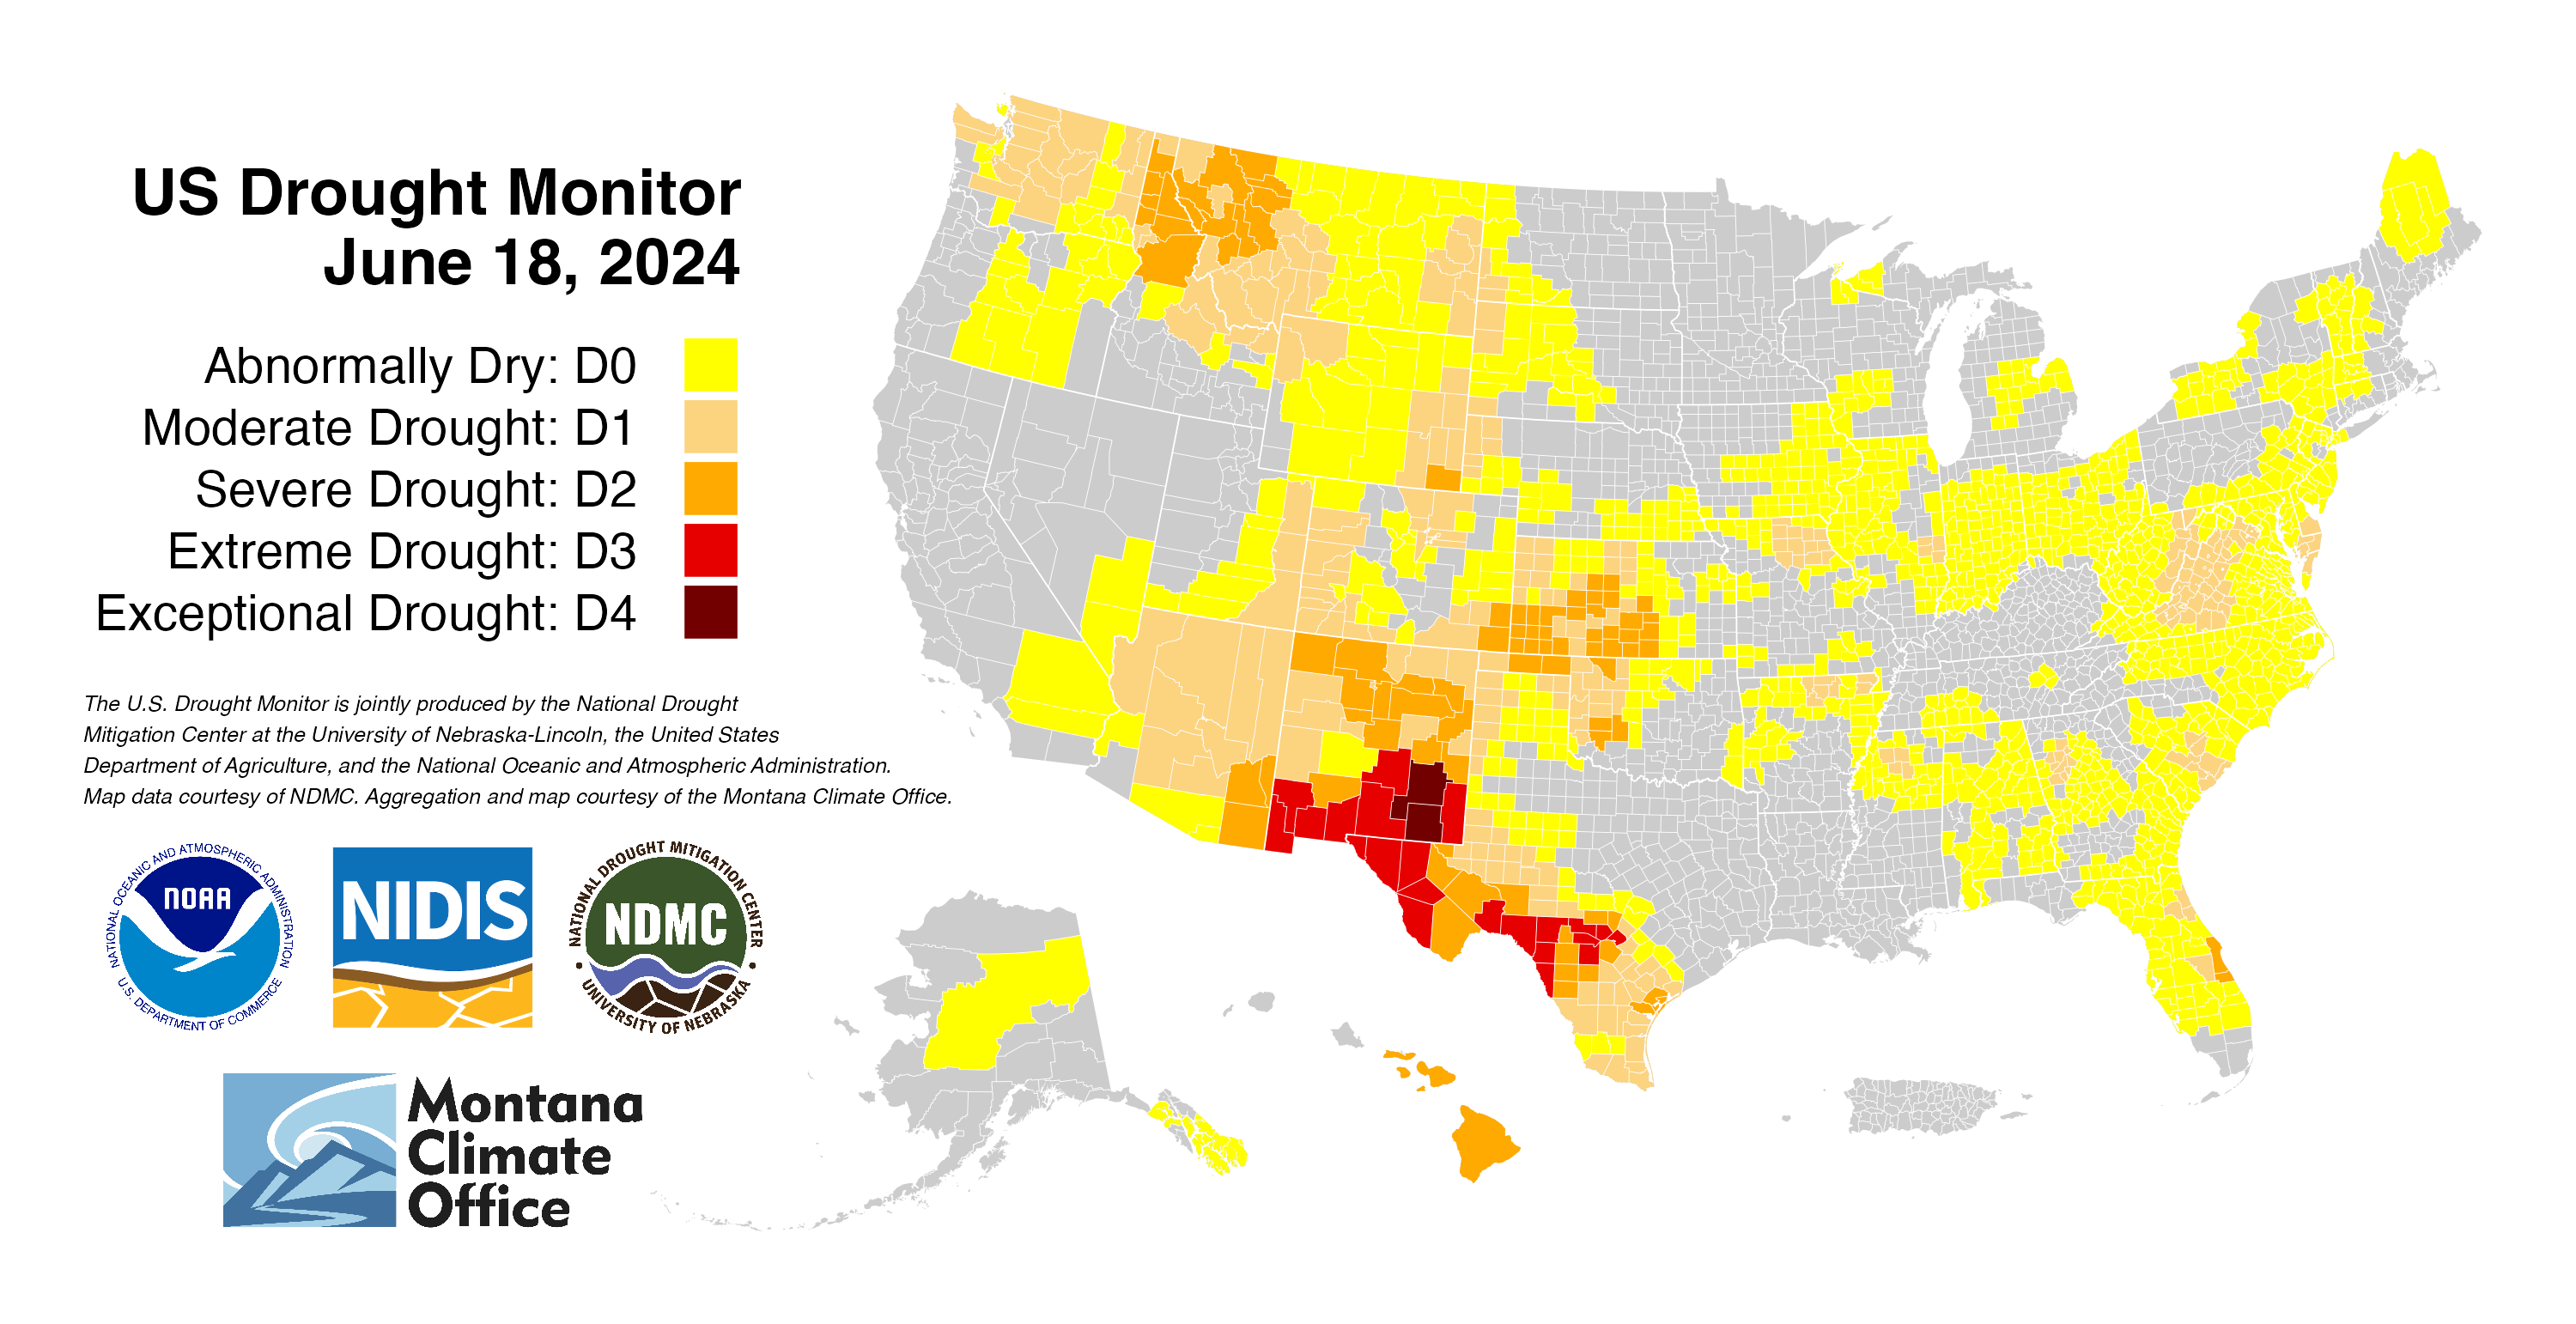 US Drought Monitor
June 18, 2024
Abnormally Dry: D0
Moderate Drought: D1
Severe Drought: D2
Extreme Drought: D3
Exceptional Drought: D4
The U.S. Drought Monitor is jointly produced by the National Drought
Mitigation Center at the University of Nebraska-Lincoln, the United States
Department of Agriculture, and the National Oceanic and Atmospheric Administration.
Map data courtesy of NDMC. Aggregation and map courtesy of the Montana Climate Office.
NATIONAL OCEANIC AND ATMOSPHERIC ADMINISTRATION
NOAA
U.S. DEPARTMENT OF COMMERCE
NIDIS
NATIONAL DROUGHT MITIGATION CENTER
NDMC
UNIVERSITY OF NEBRASKA
Montana
Climate
Office